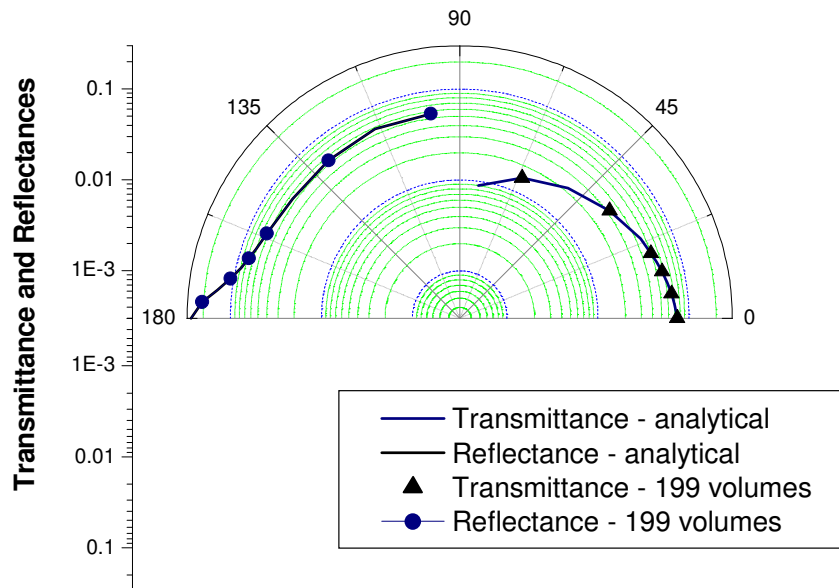 90
135
45
180
0
Transmittance and Reflectances
0.1
0.01
1E-3
1E-3
0.01
0.1
Transmittance - analytical
Reflectance - analytical
Transmittance - 199 volumes
Reflectance - 199 volumes